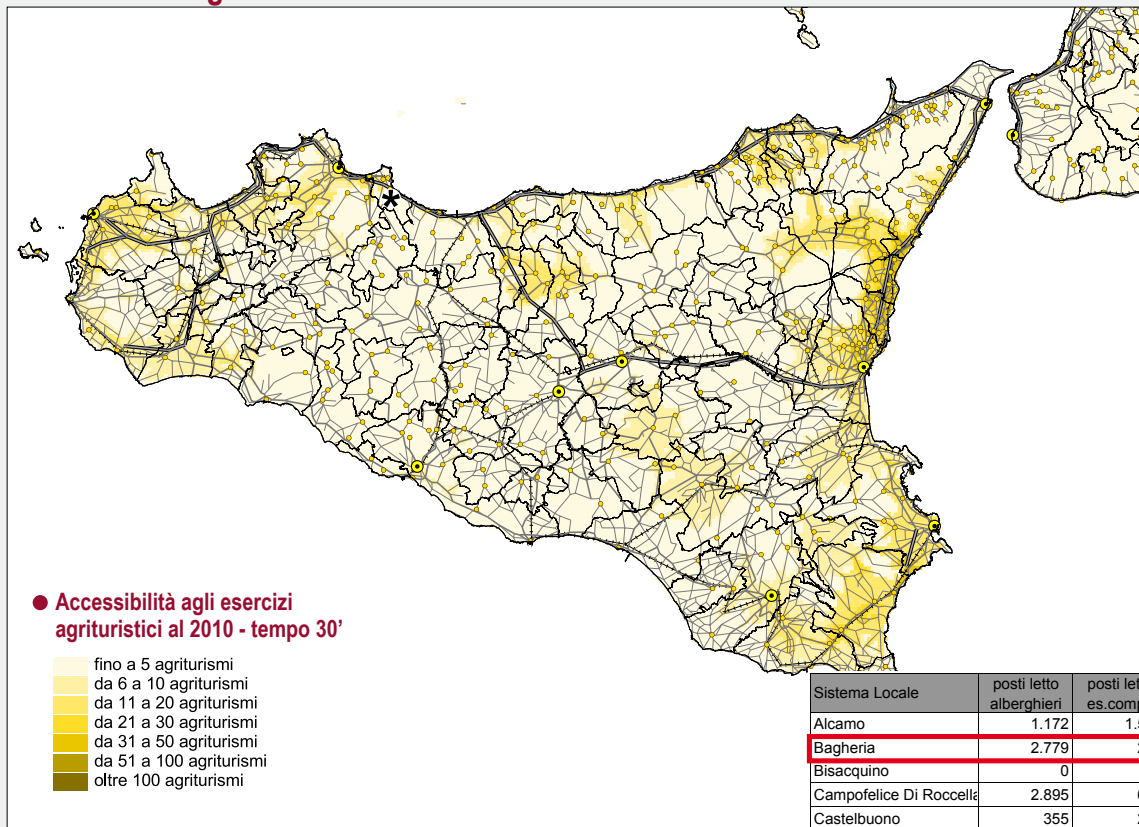 ● Accessibilità agli esercizi
agrituristici al 2010 - tempo 30'
fino a 5 agriturismi
da 6 a 10 agriturismi
da 11 a 20 agriturismi
da 21 a 30 agriturismi
da 31 a 50 agriturismi
da 51 a 100 agriturismi
oltre 100 agriturismi
Sistema Locale posti letto posti
alberghieri
Alcamo 1.172
Bagheria 2.779
Bisacquino 0
Campofelice Di Roccella 2.895
Castelbuono 355